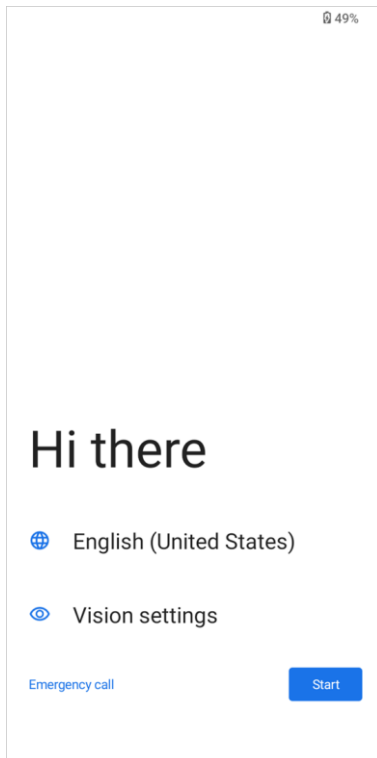 49%
Hi there
English (United States)
Vision settings
Emergency call
Start